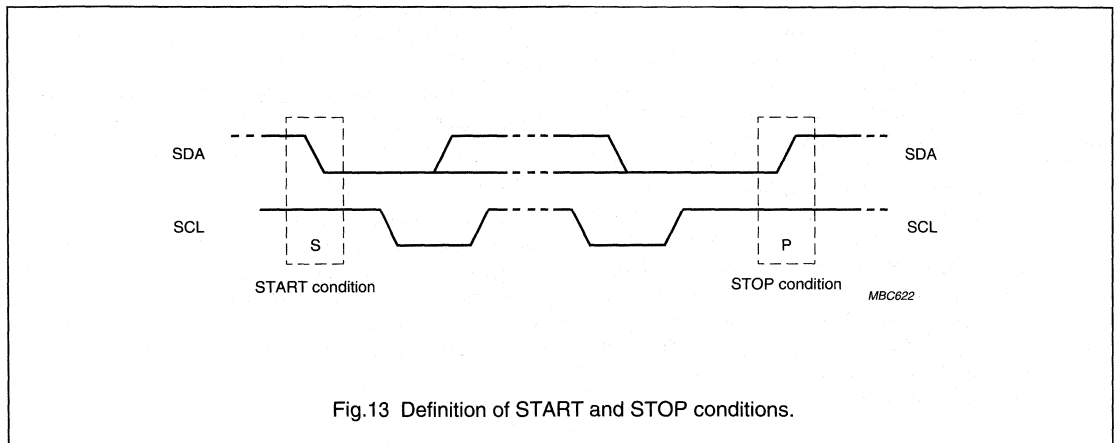 SDA
SDA
SCL
SCL
S
P
START condition
STOP condition
MBC622
Fig.13 Definition of START and STOP conditions.